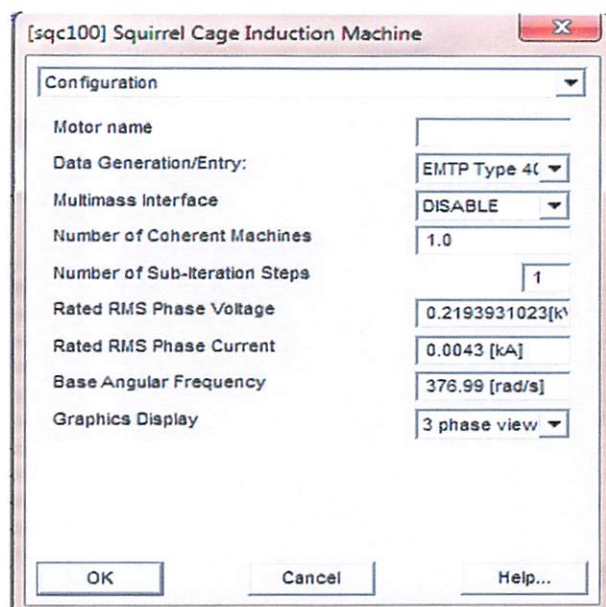 [sqc100] Squirrel Cage Induction Machine
Configuration
Motor name
Data Generation/Entry: EMTP Type 40
Multimass Interface DISABLE
Number of Coherent Machines 1.0
Number of Sub-Iteration Steps 1
Rated RMS Phase Voltage 0.2193931023[k
Rated RMS Phase Current 0.0043 [kA]
Base Angular Frequency 376.99 [rad/s]
Graphics Display 3 phase view
OK Cancel Help...